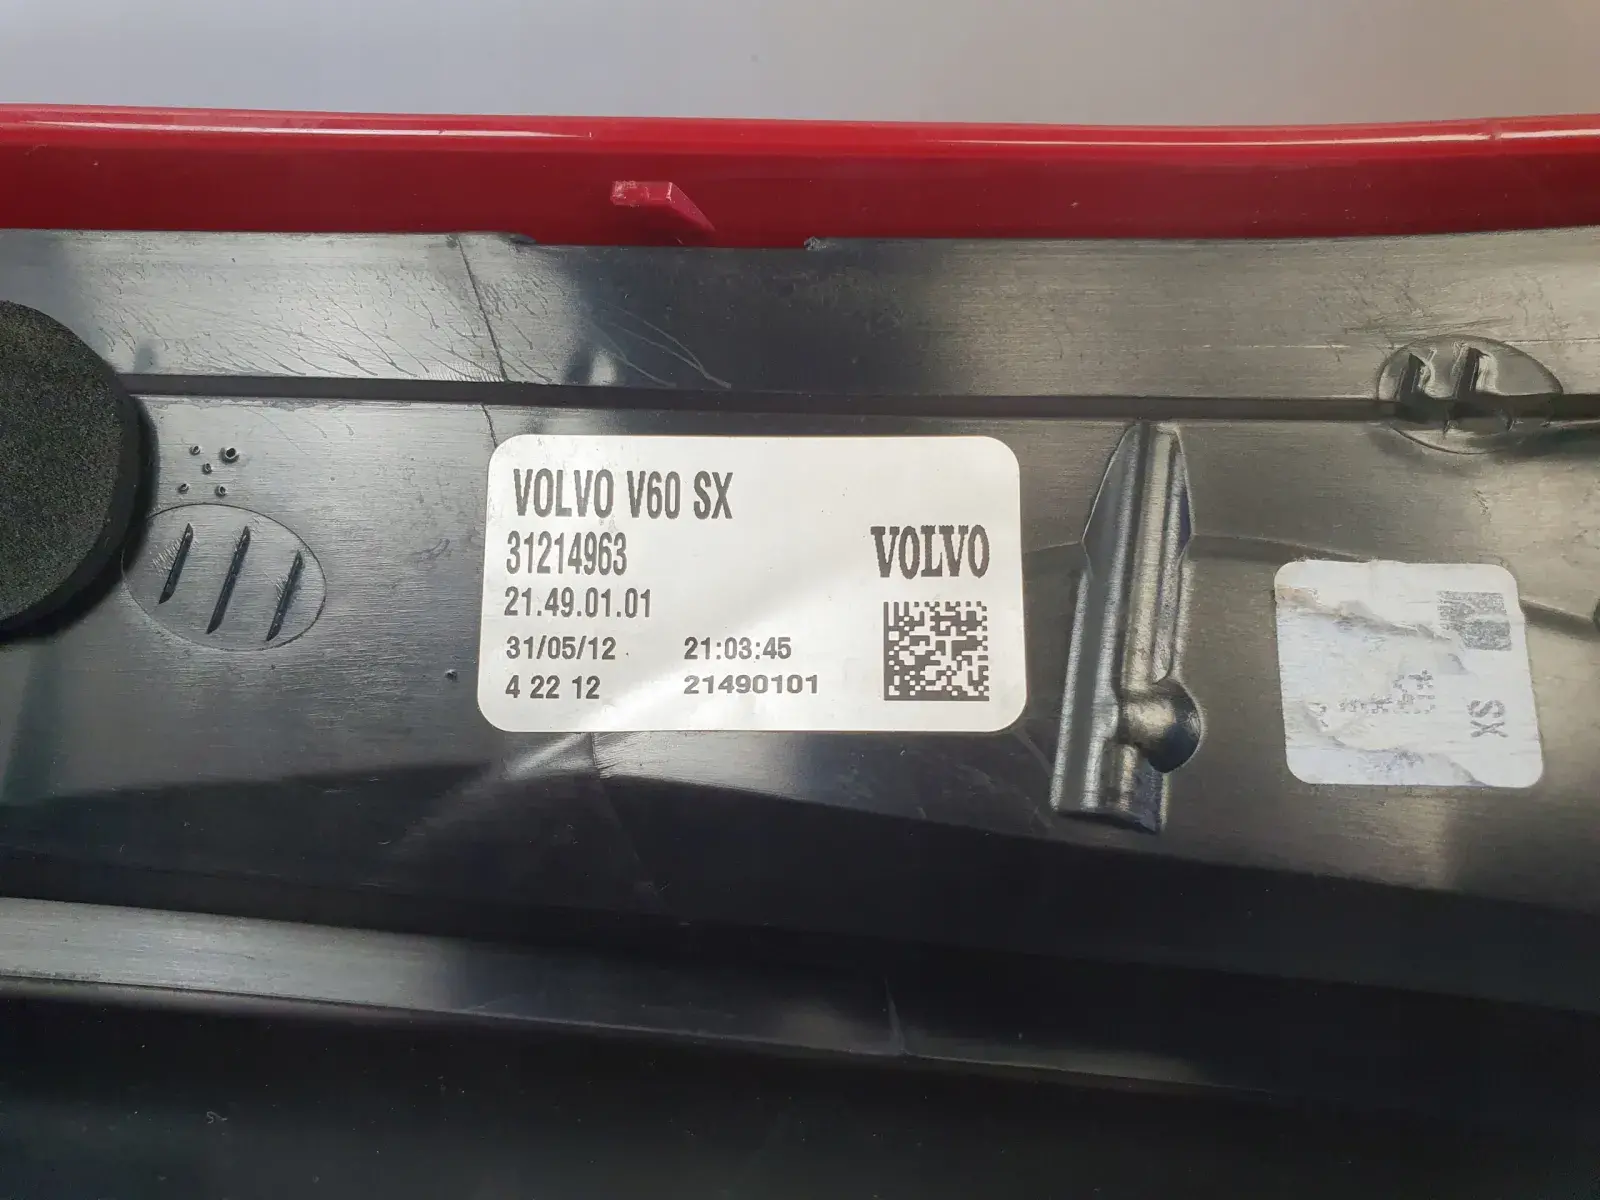 VOLVO V60 SX
31214963
VOLVO
21.49.01.01
31/05/12 21:03:45
4 22 12 21490101
XS